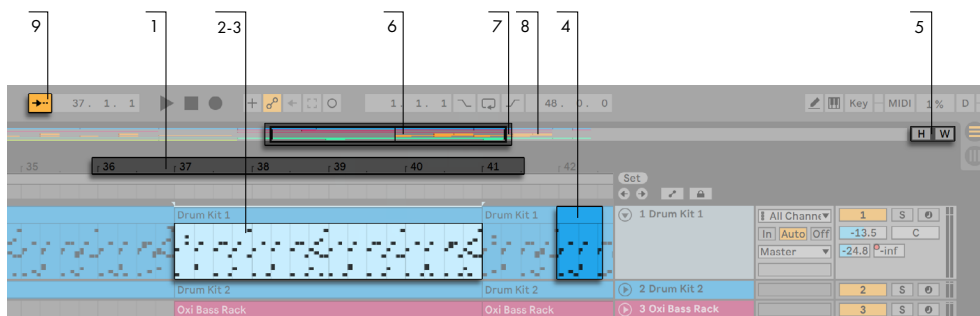 9 1 2-3 6 7 8 4 5
37. 1. 1 1. 1. 1 48. 0. 0 Key MIDI 1% D
H W
35 36 37 38 39 40 41 42
Set
Drum Kit 1 Drum Kit 1 1 Drum Kit 1 All Channe 1 S
In Auto Off -13.5 C
Master -24.8 -inf
Drum Kit 2 Drum Kit 2 2 Drum Kit 2 2 S
Oxi Bass Rack Oxi Bass Rack 3 Oxi Bass Rack 3 S